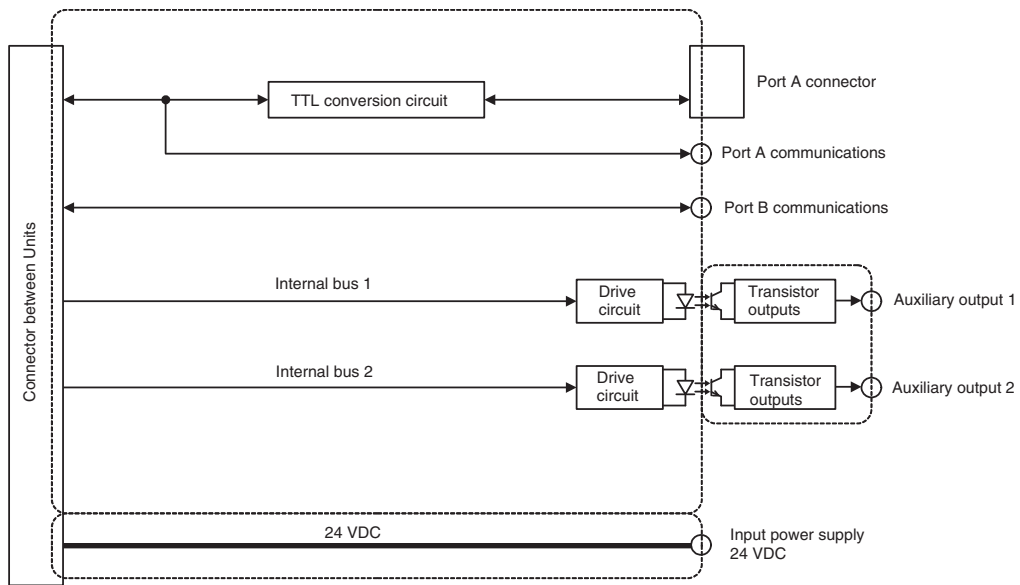 Port A connector
TTL conversion circuit
Port A communications
Port B communications
Connector between Units
Internal bus 1
Drive
circuit
Transistor
outputs
Auxiliary output 1
Internal bus 2
Drive
circuit
Transistor
outputs
Auxiliary output 2
24 VDC
Input power supply
24 VDC